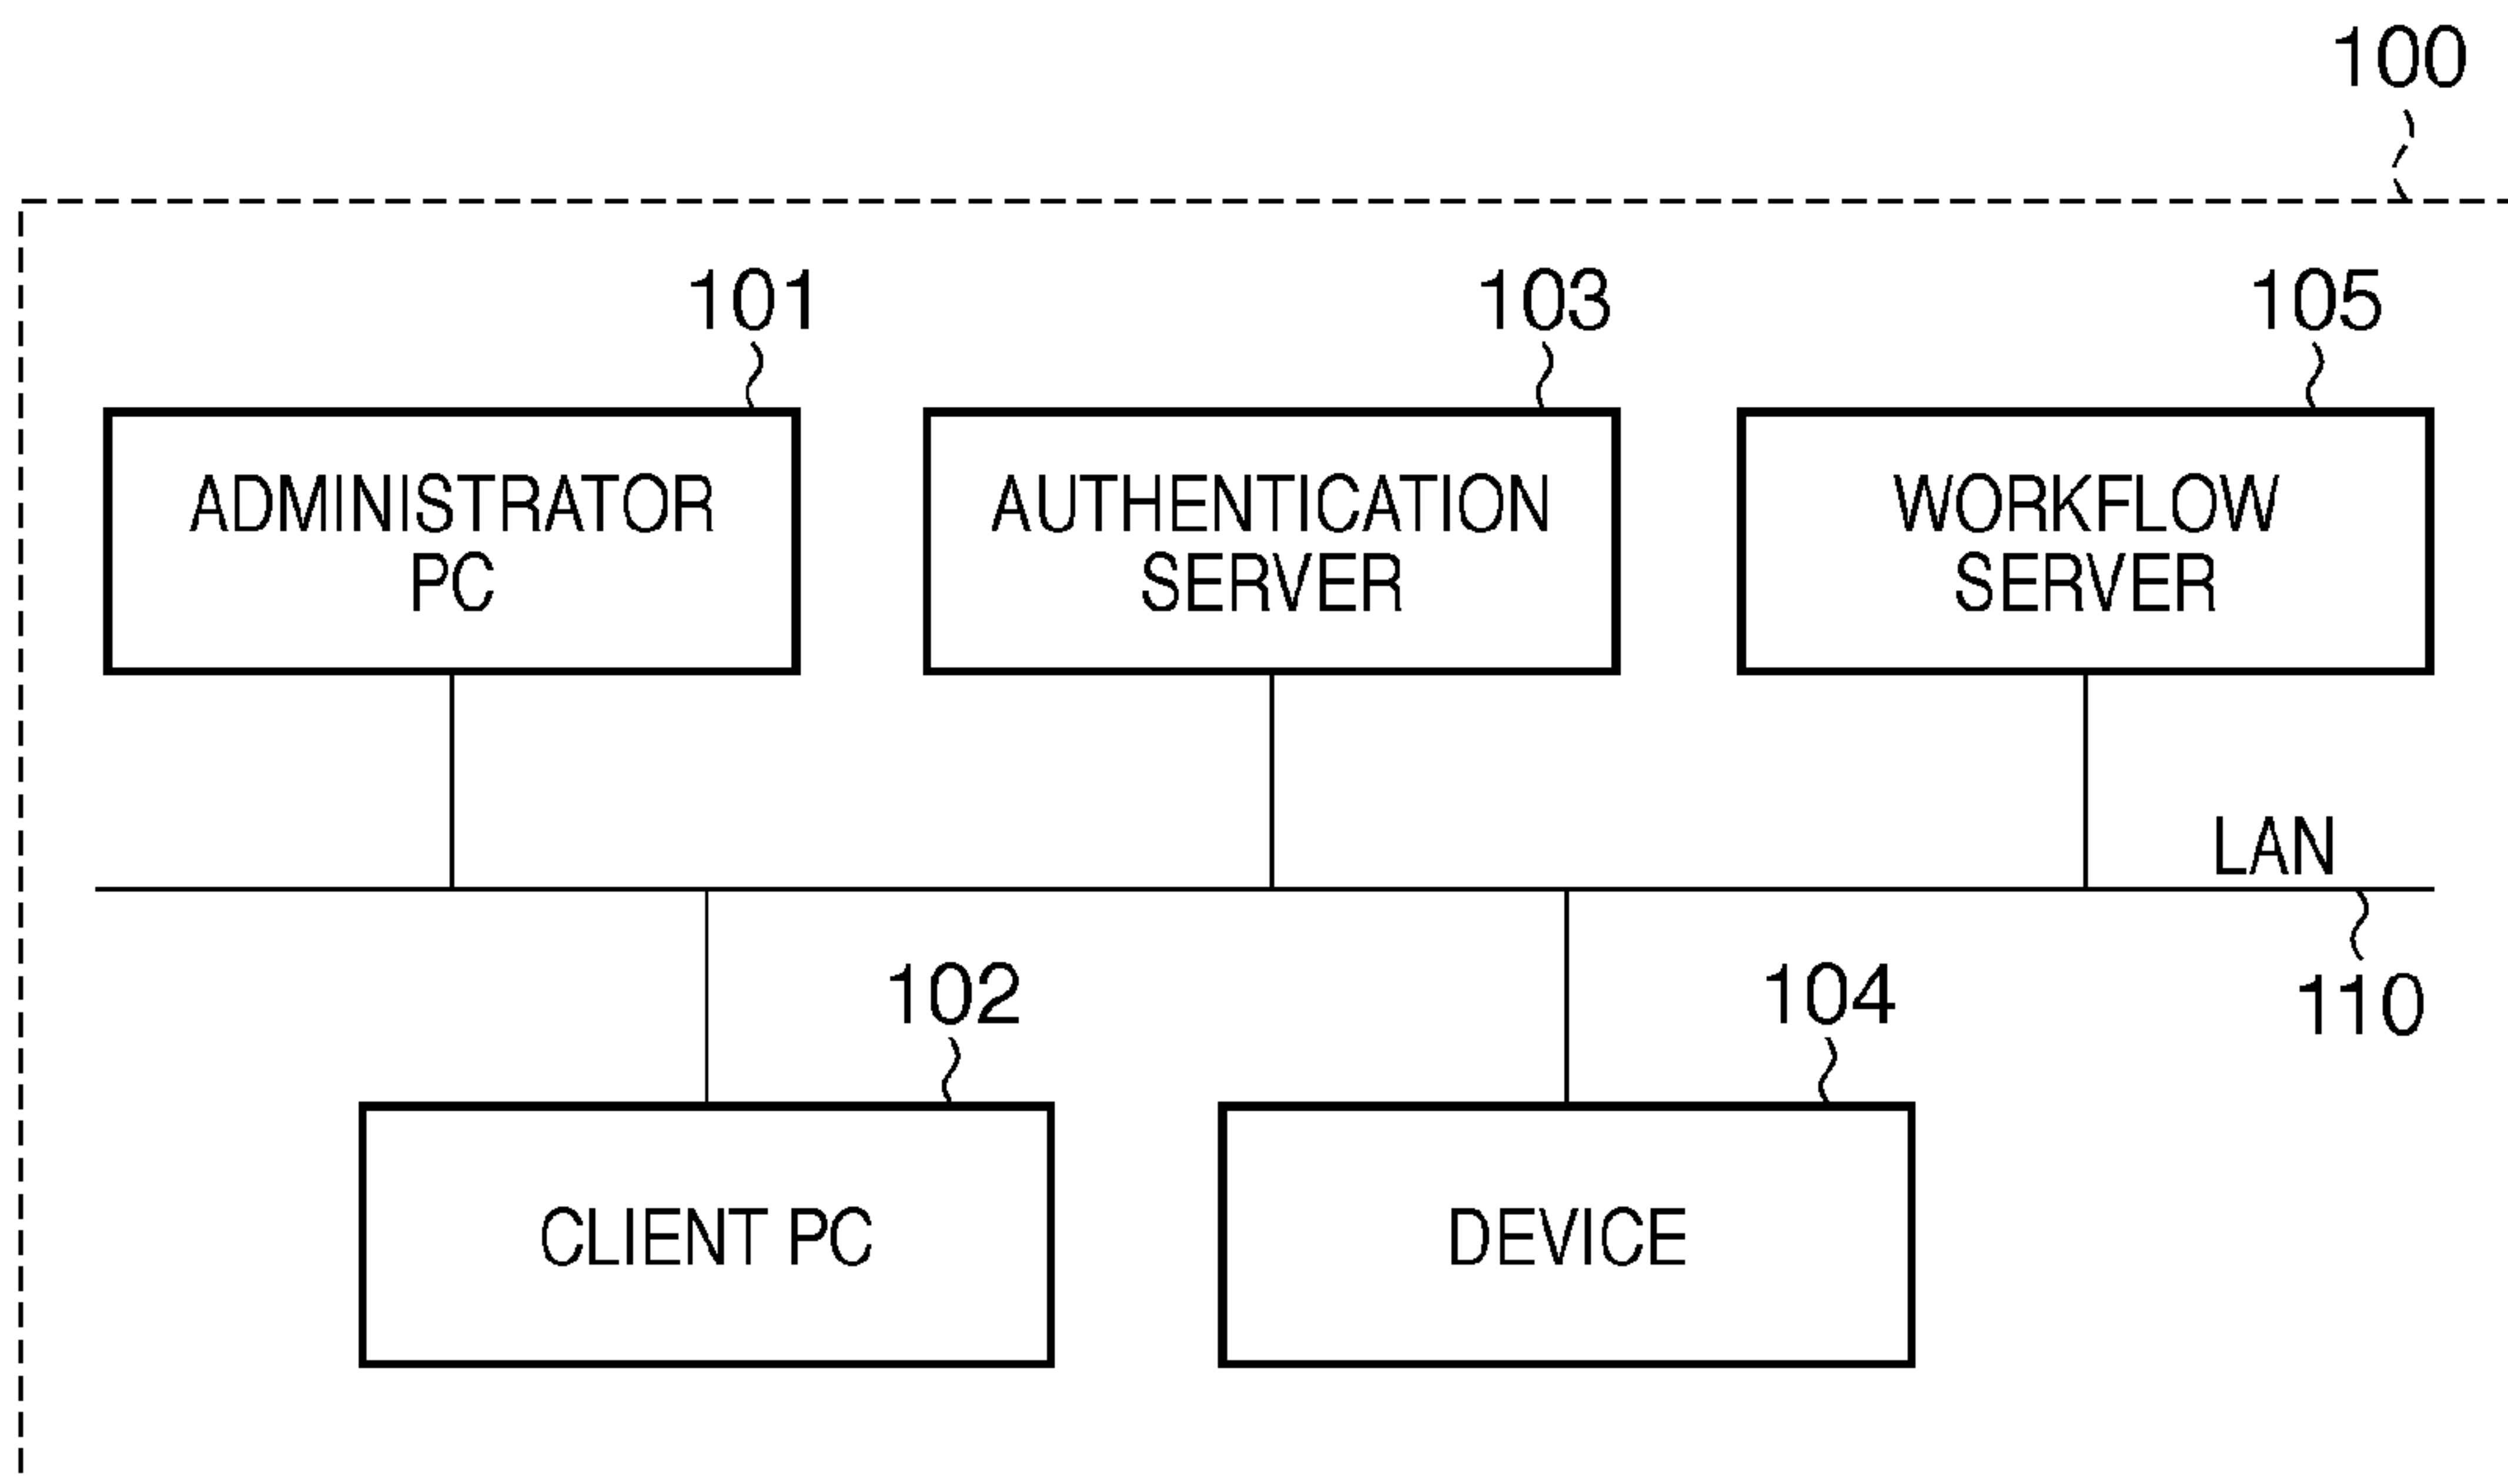 100
101
103
105
ADMINISTRATOR
PC
AUTHENTICATION
SERVER
WORKFLOW
SERVER
LAN
110
102
104
CLIENT PC
DEVICE